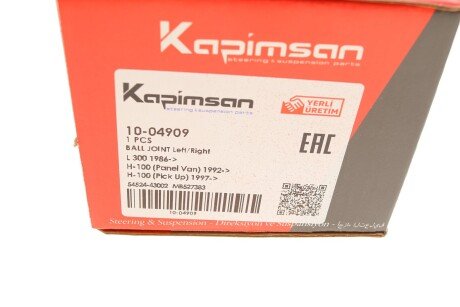 Kapimsan
steering & suspension parts
Kapimsan
steering & suspension parts
YERLİ
ÜRETİM
10-04909
1 PCS
BALL JOINT Left/Right
L 300 1986->
H-100 (Panel Van) 1992->
H-100 (Pick Up) 1997->
54524-43002 MB527383
EAC
10-04909
Steering & Suspension - Direksiyon ve Suspansiyon -